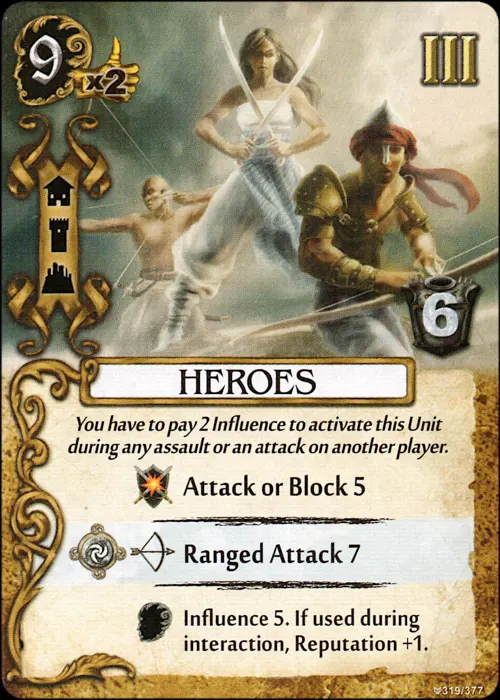 9
x2
III
6
HEROES
You have to pay 2 Influence to activate this Unit
during any assault or an attack on another player.
Attack or Block 5
Ranged Attack 7
Influence 5. If used during
interaction, Reputation +1.
319/377